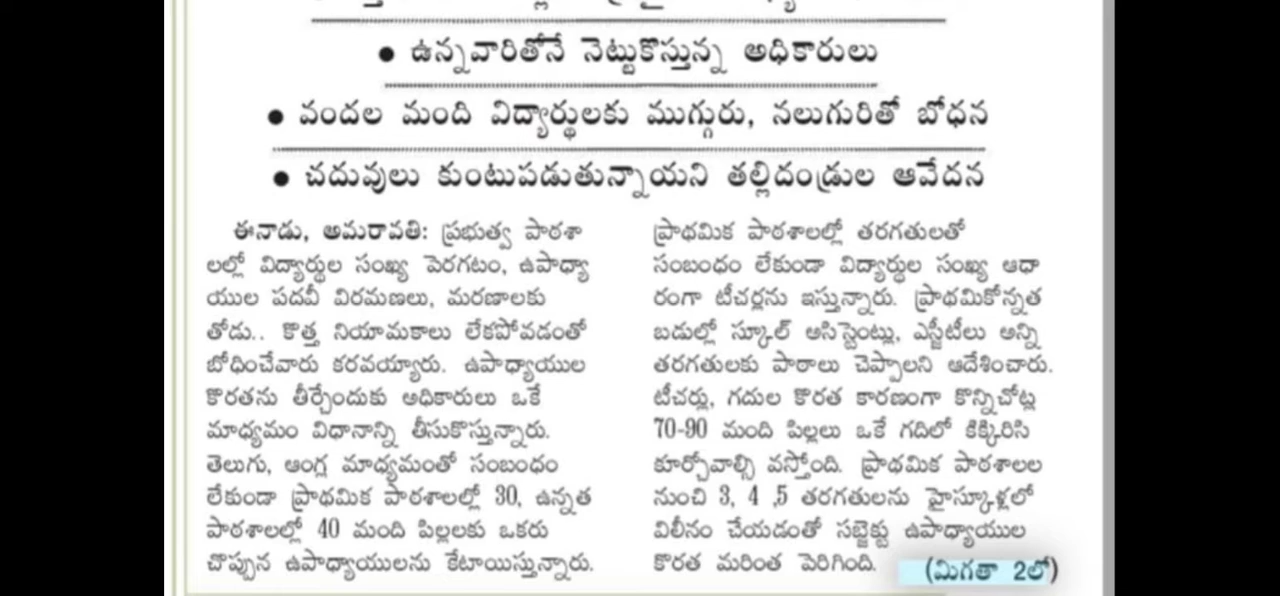 • ఉన్నవారితోనే నెట్టుకొస్తున్న అధికారులు
• వందల మంది విద్యార్థులకు ముగ్గురు, నలుగురితో బోధన
• చదువులు కుంటుపడుతున్నాయని తల్లిదండ్రుల ఆవేదన
ఈనాడు, అమరావతి: ప్రభుత్వ పాఠశా
లల్లో విద్యార్థుల సంఖ్య పెరగటం, ఉపాధ్యా
యుల పదవీ విరమణలు, మరణాలకు
తోడు.. కొత్త నియామకాలు లేకపోవడంతో
బోధించేవారు కరవయ్యారు. ఉపాధ్యాయుల
కొరతను తీర్చేందుకు అధికారులు ఒకే
మాధ్యమం విధానాన్ని తీసుకొస్తున్నారు.
తెలుగు, ఆంగ్ల మాధ్యమంతో సంబంధం
లేకుండా ప్రాథమిక పాఠశాలల్లో 30, ఉన్నత
పాఠశాలల్లో 40 మంది పిల్లలకు ఒకరు
చొప్పున ఉపాధ్యాయులను కేటాయిస్తున్నారు.
ప్రాథమిక పాఠశాలల్లో తరగతులతో
సంబంధం లేకుండా విద్యార్థుల సంఖ్య ఆధా
రంగా టీచర్లను ఇస్తున్నారు. ప్రాథమికోన్నత
బడుల్లో స్కూల్ అసిస్టెంట్లు, ఎస్జీటీలు అన్ని
తరగతులకు పాఠాలు చెప్పాలని ఆదేశించారు.
టీచర్లు, గదుల కొరత కారణంగా కొన్నిచోట్ల
70-90 మంది పిల్లలు ఒకే గదిలో కిక్కిరిసి
కూర్చోవాల్సి వస్తోంది. ప్రాథమిక పాఠశాలల
నుంచి 3, 4 ,5 తరగతులను హైస్కూళ్లలో
విలీనం చేయడంతో సబ్జెక్టు ఉపాధ్యాయుల
కొరత మరింత పెరిగింది. (మిగతా 2లో)